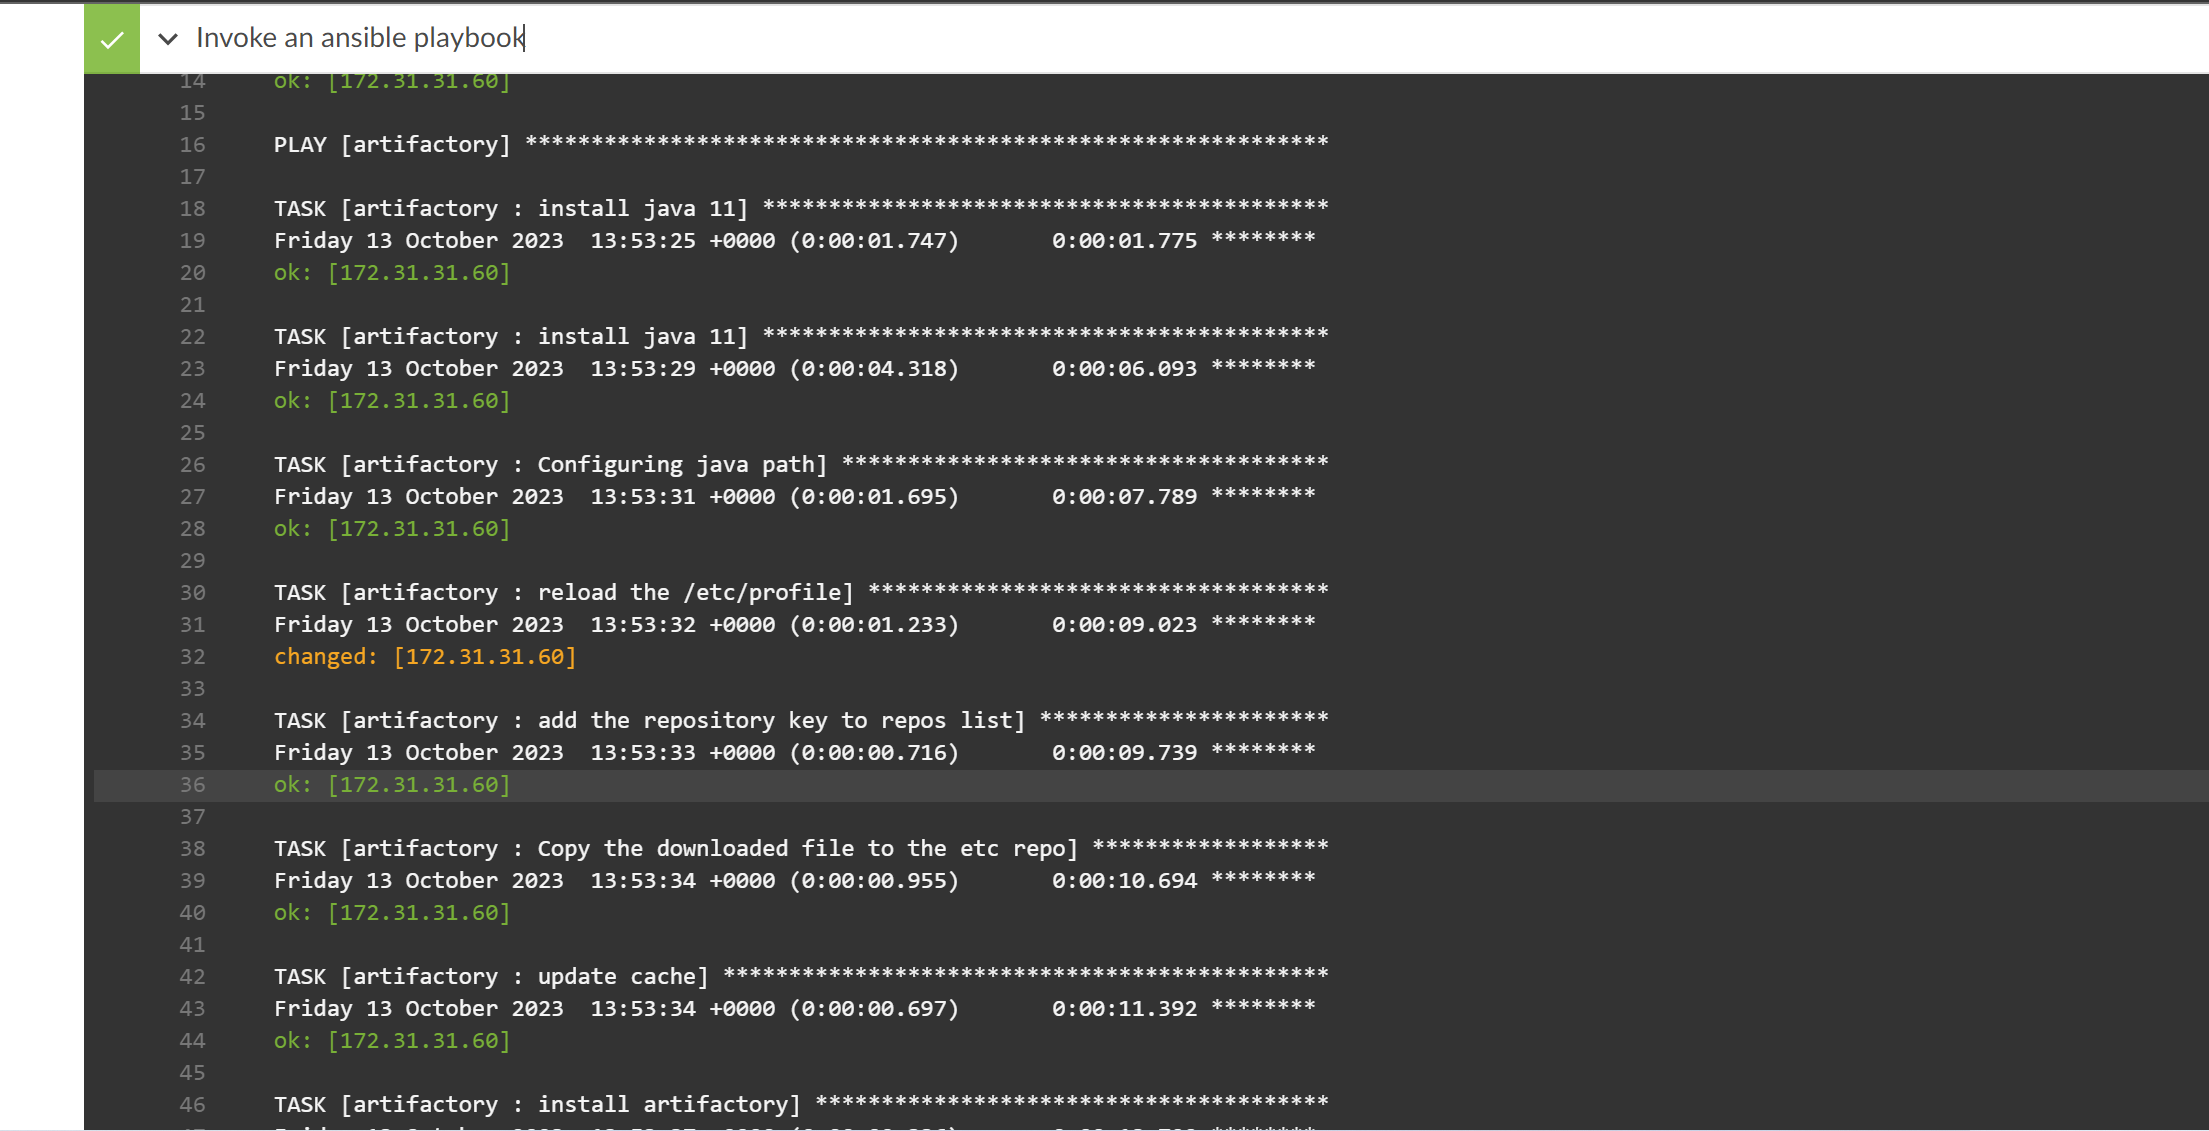 Invoke an ansible playbook
14 ok: [172.31.31.60]
15
16 PLAY [artifactory] *************************************************************
17
18 TASK [artifactory : install java 11] *******************************************
19 Friday 13 October 2023  13:53:25 +0000 (0:00:01.747)       0:00:01.775 ********
20 ok: [172.31.31.60]
21
22 TASK [artifactory : install java 11] *******************************************
23 Friday 13 October 2023  13:53:29 +0000 (0:00:04.318)       0:00:06.093 ********
24 ok: [172.31.31.60]
25
26 TASK [artifactory : Configuring java path] *************************************
27 Friday 13 October 2023  13:53:31 +0000 (0:00:01.695)       0:00:07.789 ********
28 ok: [172.31.31.60]
29
30 TASK [artifactory : reload the /etc/profile] ***********************************
31 Friday 13 October 2023  13:53:32 +0000 (0:00:01.233)       0:00:09.023 ********
32 changed: [172.31.31.60]
33
34 TASK [artifactory : add the repository key to repos list] **********************
35 Friday 13 October 2023  13:53:33 +0000 (0:00:00.716)       0:00:09.739 ********
36 ok: [172.31.31.60]
37
38 TASK [artifactory : Copy the downloaded file to the etc repo] ******************
39 Friday 13 October 2023  13:53:34 +0000 (0:00:00.955)       0:00:10.694 ********
40 ok: [172.31.31.60]
41
42 TASK [artifactory : update cache] **********************************************
43 Friday 13 October 2023  13:53:34 +0000 (0:00:00.697)       0:00:11.392 ********
44 ok: [172.31.31.60]
45
46 TASK [artifactory : install artifactory] ***************************************